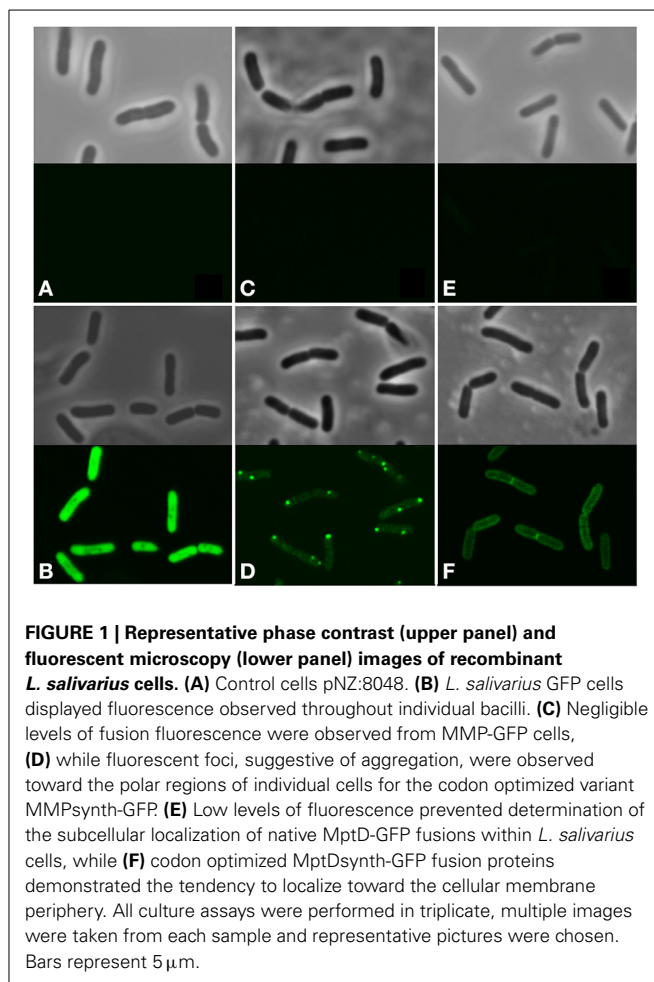 A
C
E
B
D
F
FIGURE 1 | Representative phase contrast (upper panel) and
fluorescent microscopy (lower panel) images of recombinant
L. salivarius cells. (A) Control cells pNZ:8048. (B) L. salivarius GFP cells
displayed fluorescence observed throughout individual bacilli. (C) Negligible
levels of fusion fluorescence were observed from MMP-GFP cells,
(D) while fluorescent foci, suggestive of aggregation, were observed
toward the polar regions of individual cells for the codon optimized variant
MMPsynth-GFP. (E) Low levels of fluorescence prevented determination of
the subcellular localization of native MptD-GFP fusions within L. salivarius
cells, while (F) codon optimized MptDsynth-GFP fusion proteins
demonstrated the tendency to localize toward the cellular membrane
periphery. All culture assays were performed in triplicate, multiple images
were taken from each sample and representative pictures were chosen.
Bars represent 5 μm.